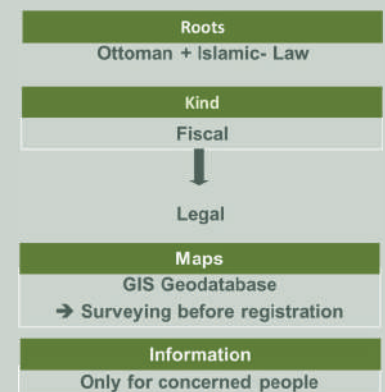 Roots
Ottoman + Islamic- Law
Kind
Fiscal
Legal
Maps
GIS Geodatabase
➔ Surveying before registration
Information
Only for concerned people